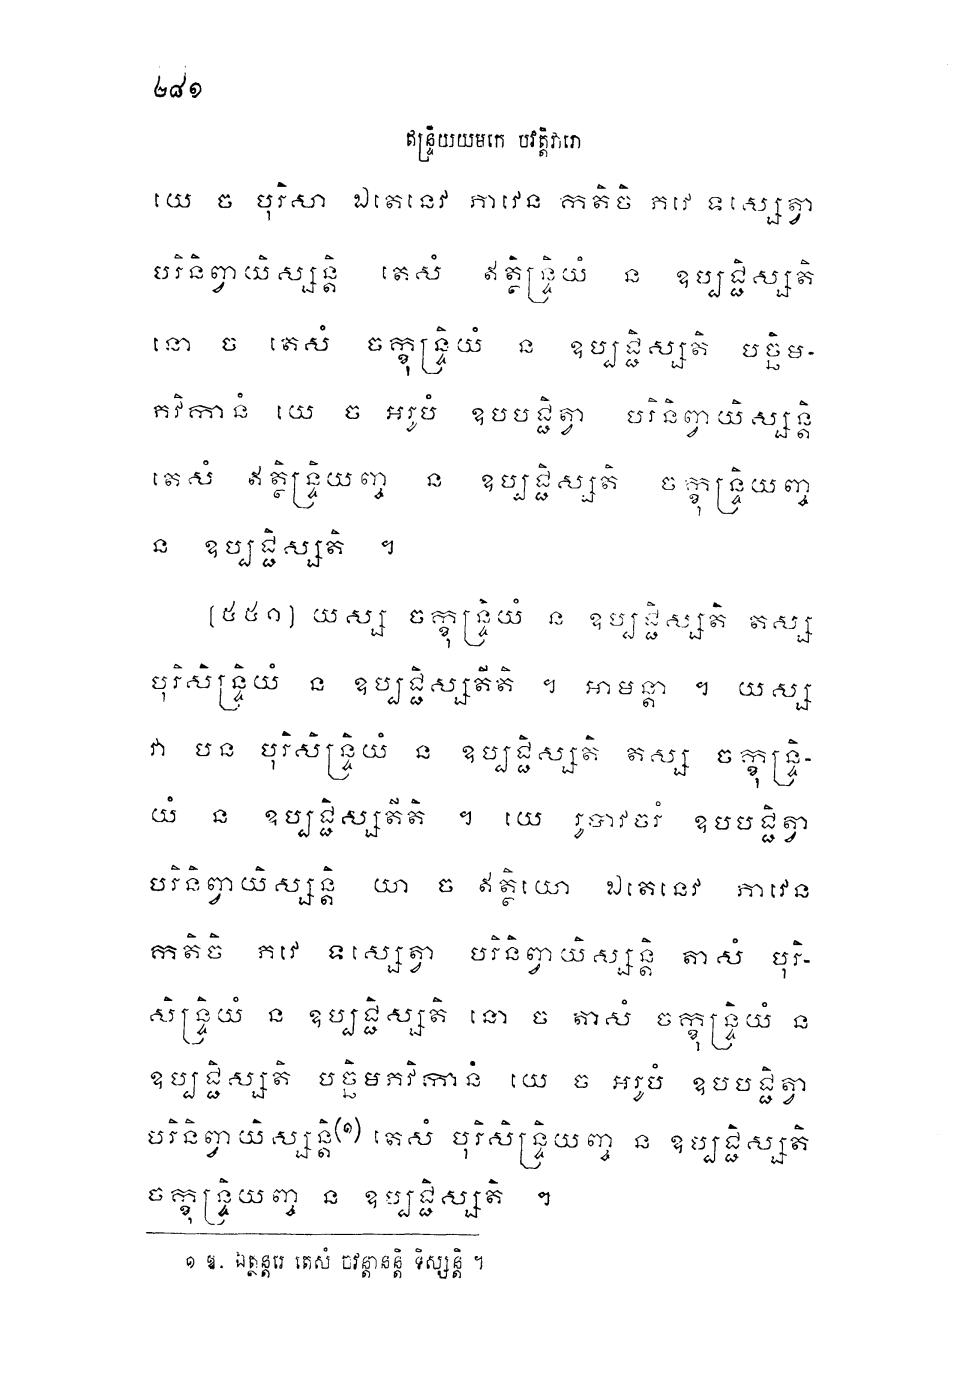 ២៨១
ឥន្ទ្រិយយមកេ បវត្តិវារោ
យេ ច បុរិសា ឯតេនេវ ភាវេន កតិចិ ភវេ ទស្សេត្វា
បរិនិព្វាយិស្សន្តិ តេសំ ឥត្ថិន្ទ្រិយំ ន ឧប្បជ្ជិស្សតិ
នោ ច តេសំ ចក្ខុន្ទ្រិយំ ន ឧប្បជ្ជិស្សតិ បច្ឆិម-
ភវិកានំ យេ ច អរូបំ ឧបបជ្ជិត្វា បរិនិព្វាយិស្សន្តិ
តេសំ ឥត្ថិន្ទ្រិយញ្ច ន ឧប្បជ្ជិស្សតិ ចក្ខុន្ទ្រិយញ្ច
ន ឧប្បជ្ជិស្សតិ ។
[៥៥១] យស្ស ចក្ខុន្ទ្រិយំ ន ឧប្បជ្ជិស្សតិ តស្ស
បុរិសិន្ទ្រិយំ ន ឧប្បជ្ជិស្សតីតិ ។ អាមន្តា ។ យស្ស
វា បន បុរិសិន្ទ្រិយំ ន ឧប្បជ្ជិស្សតិ តស្ស ចក្ខុន្ទ្រិ-
យំ ន ឧប្បជ្ជិស្សតីតិ ។ យេ រូបាវចរំ ឧបបជ្ជិត្វា
បរិនិព្វាយិស្សន្តិ យា ច ឥត្ថិយោ ឯតេនេវ ភាវេន
កតិចិ ភវេ ទស្សេត្វា បរិនិព្វាយិស្សន្តិ តាសំ បុរិ-
សិន្ទ្រិយំ ន ឧប្បជ្ជិស្សតិ នោ ច តាសំ ចក្ខុន្ទ្រិយំ ន
ឧប្បជ្ជិស្សតិ បច្ឆិមភវិកានំ យេ ច អរូបំ ឧបបជ្ជិត្វា
បរិនិព្វាយិស្សន្តិ(១) តេសំ បុរិសិន្ទ្រិយញ្ច ន ឧប្បជ្ជិស្សតិ
ចក្ខុន្ទ្រិយញ្ច ន ឧប្បជ្ជិស្សតិ ។
១ ឱ. ឯត្ថន្តរេ តេសំ ចវន្តានន្តិ ទិស្សន្តិ ។